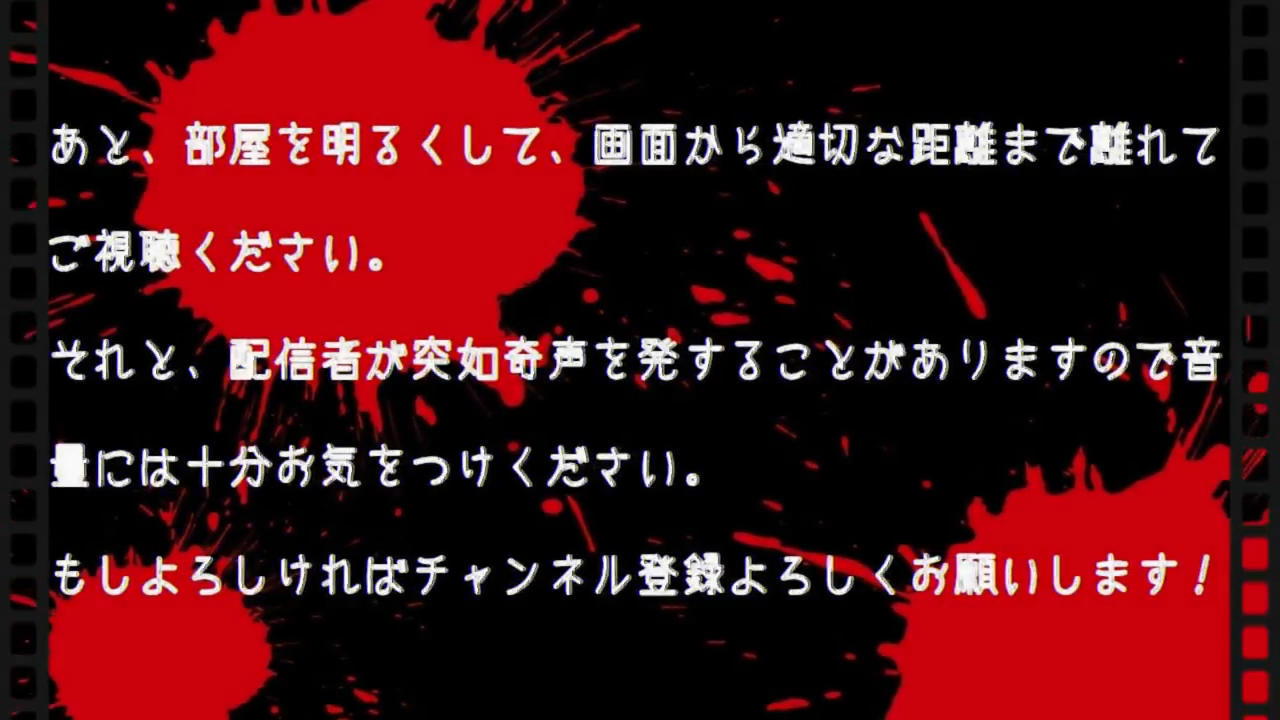 あと、部屋を明るくして、画面から適切な距離まで離れて
ご視聴ください。
それと、配信者が突如奇声を発することがありますので音
量には十分お気をつけください。
もしよろしければチャンネル登録よろしくお願いします！